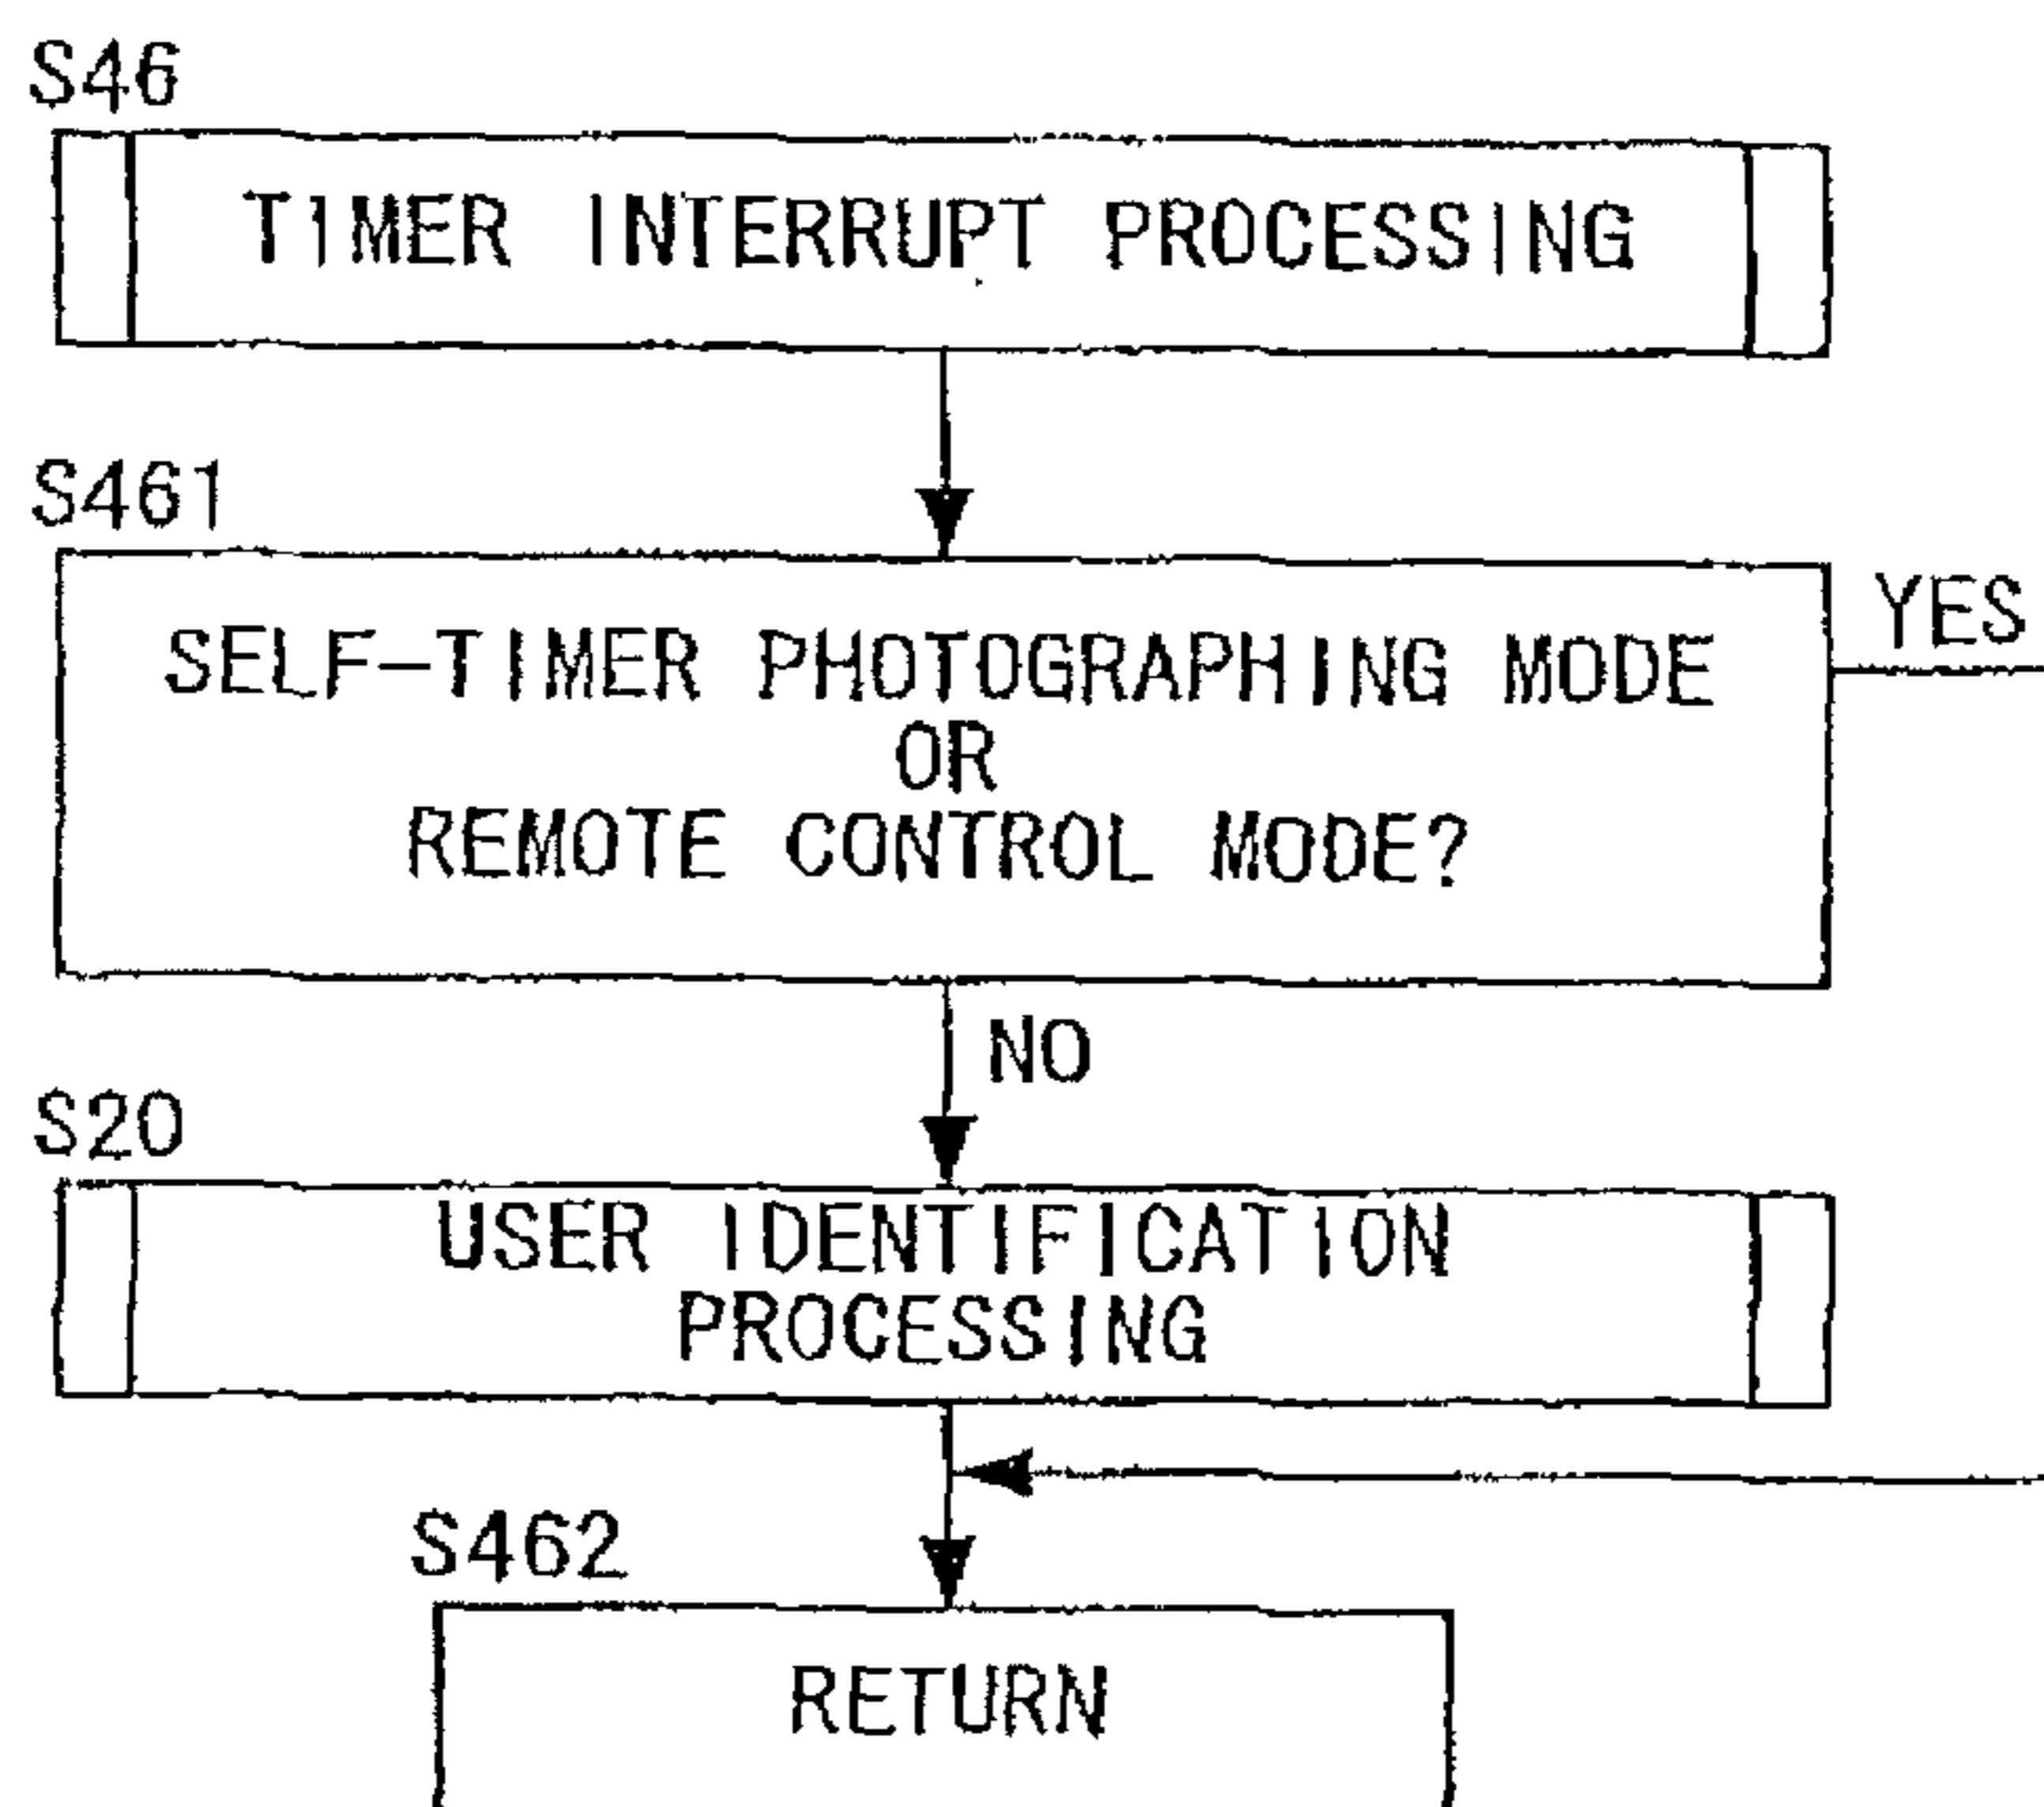 S46
TIMER INTERRUPT PROCESSING
S461
SELF-TIMER PHOTOGRAPHING MODE
OR
REMOTE CONTROL MODE?
YES
NO
S20
USER IDENTIFICATION
PROCESSING
S462
RETURN